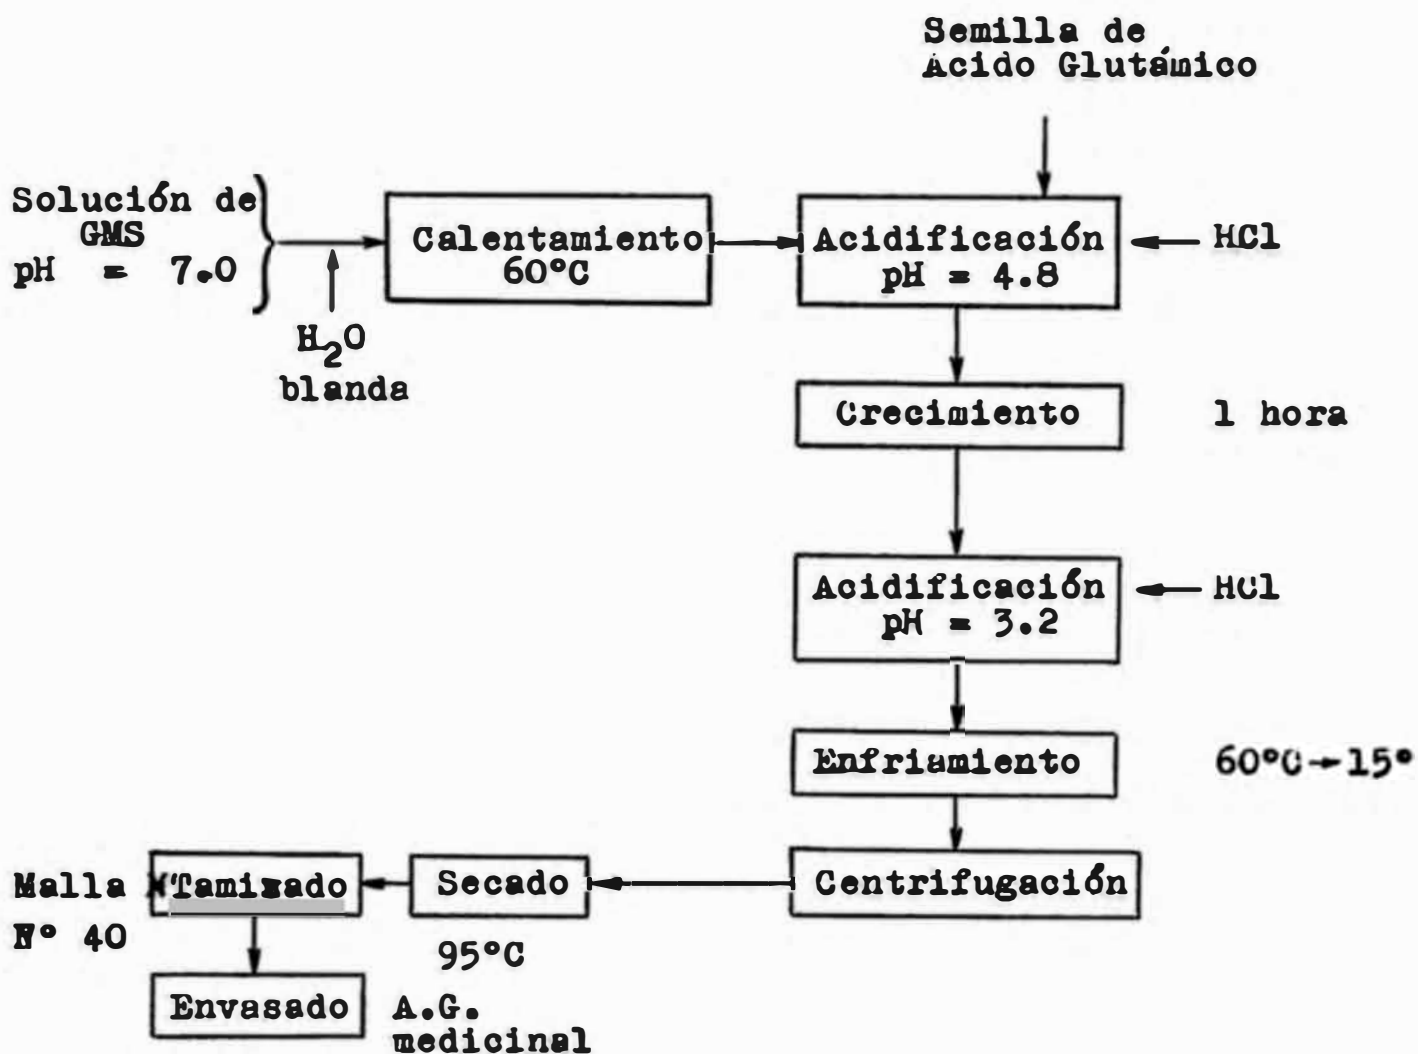 Semilla de
Ácido Glutámico
Solución de
GMS
pH = 7.0
H₂O
blanda
Calentamiento
60°C
Acidificación
pH = 4.8
HCl
Crecimiento
1 hora
Acidificación
pH = 3.2
HCl
Enfriamiento
60°C→15°
Centrifugación
Secado
95°C
Tamizado
Malla
N° 40
Envasado
A.G.
medicinal